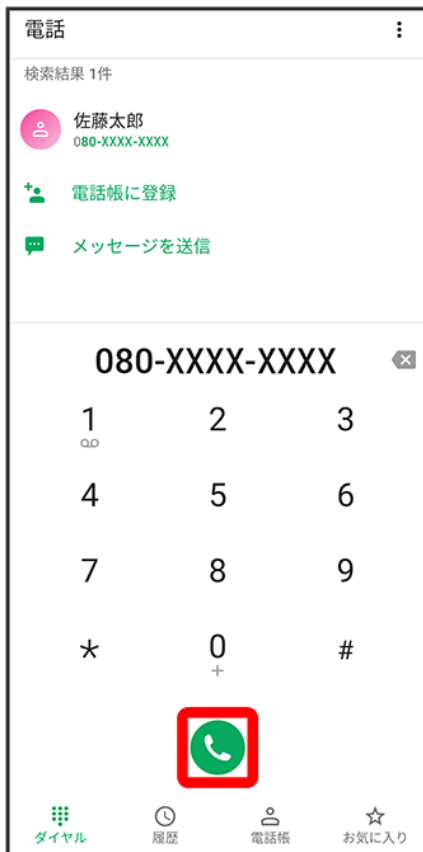 電話
検索結果 1件
佐藤太郎
080-XXXX-XXXX
電話帳に登録
メッセージを送信
080-XXXX-XXXX
1 2 3
4 5 6
7 8 9
* 0 #
+
ダイヤル 履歴 電話帳 お気に入り